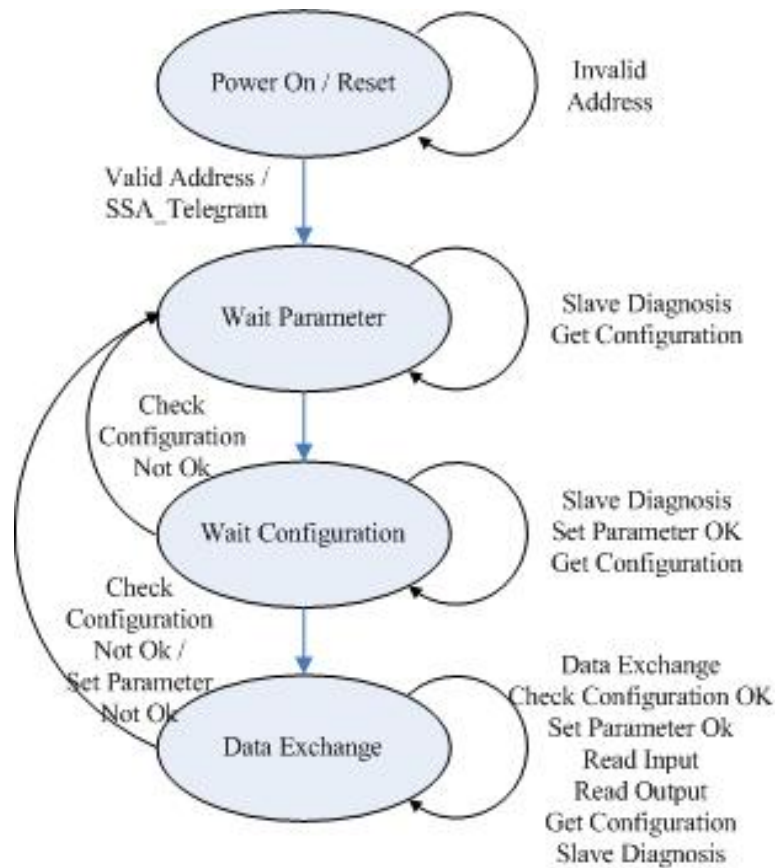 Power On / Reset
Invalid
Address
Valid Address /
SSA_Telegram
Wait Parameter
Slave Diagnosis
Get Configuration
Check
Configuration
Not Ok
Wait Configuration
Slave Diagnosis
Set Parameter OK
Get Configuration
Check
Configuration
Not Ok /
Set Parameter
Not Ok
Data Exchange
Data Exchange
Check Configuration OK
Set Parameter Ok
Read Input
Read Output
Get Configuration
Slave Diagnosis